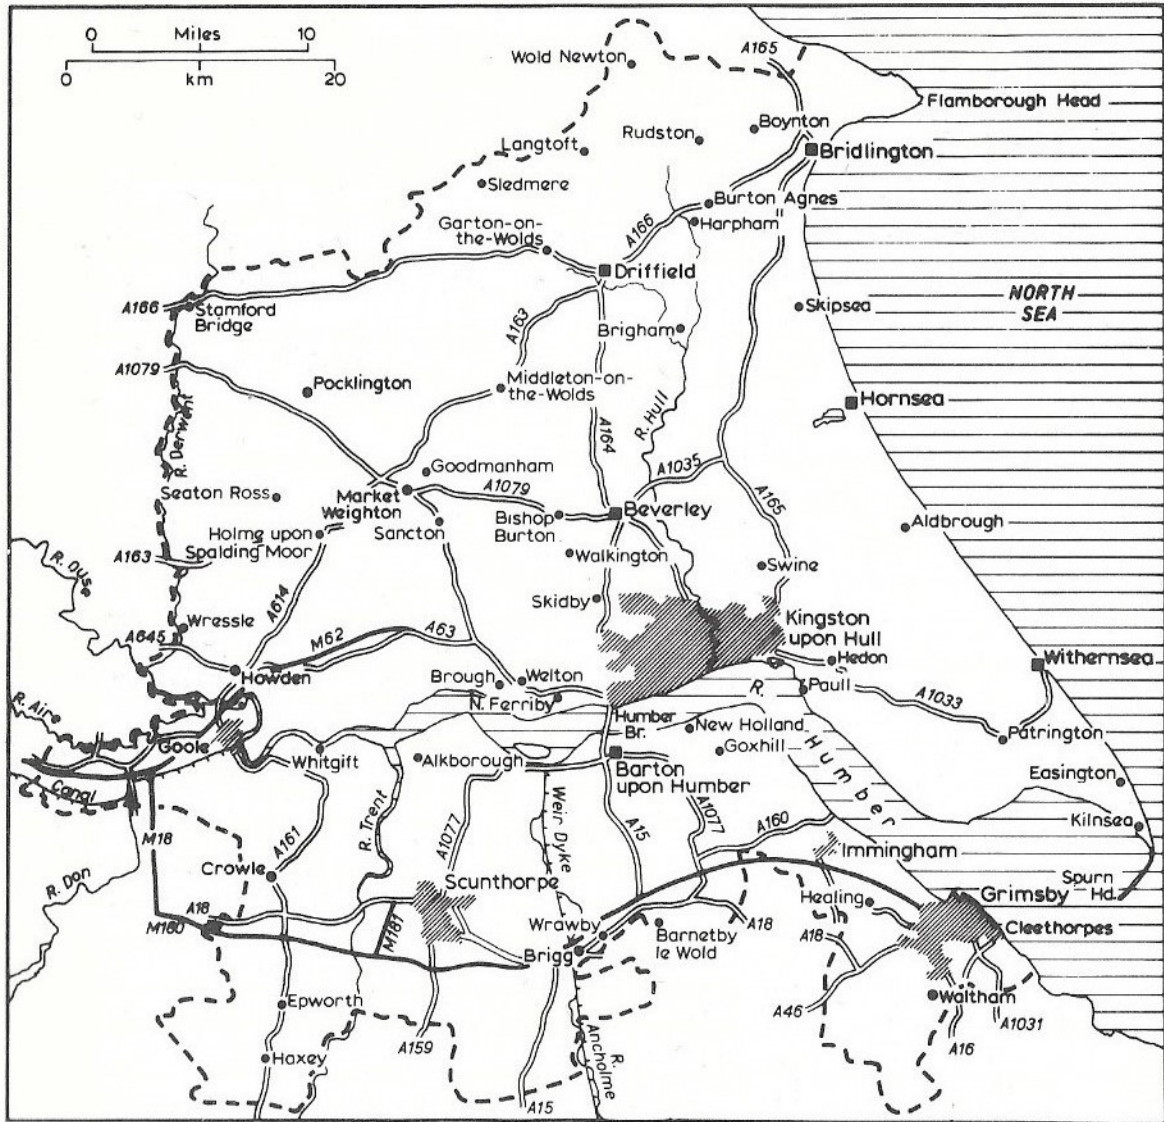 0 Miles 10
0 km 20
Wold Newton
A165
Flamborough Head
Boynton
Rudston
Langtoft
Bridlington
Sledmere
Burton Agnes
Harpham
Garton-on-
the-Wolds
A166
Driffield
NORTH
SEA
A166
Stamford
Bridge
Skipsea
A163
Brigham
A1079
Pocklington
Middleton-on-
the-Wolds
Hornsea
R. Derwent
R. Hull
A164
Goodmanham
A1035
A1079
Seaton Ross
Market
Weighton
Sancton
Bishop
Burton
Beverley
A165
Aldbrough
Holme upon
Spalding Moor
A163
Walkington
Swine
R. Ouse
A614
Skidby
Wressle
Kingston
upon Hull
A645
M62
A63
Hedon
Withernsea
Howden
Brough
Welton
N. Ferriby
R.
Humber
Paull
A1033
R. Air
Humber
Br.
New Holland
Goxhill
Patrington
Goole
Whitgift
Alkborough
Barton
upon Humber
Easington
Canal
M18
A161
R. Trent
A1077
Weir Dyke
A15
A1077
A160
Kilnsea
Crowle
Immingham
R. Don
Scunthorpe
Spurn
Hd.
Grimsby
A18
Healing
M180
M181
Wrawby
A18
Cleethorpes
Barnetby
le Wold
A18
Brigg
Epworth
Waltham
A46
A1031
A159
A16
R.
Ancholme
Haxey
A15